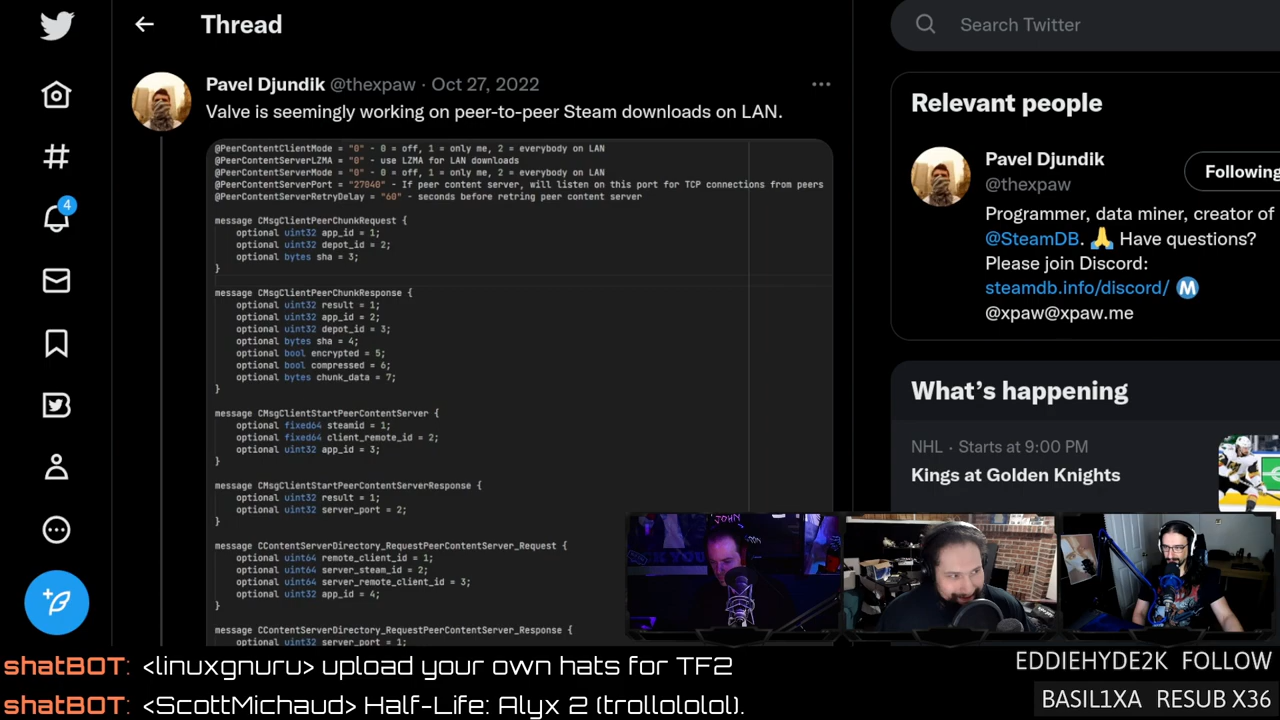 Thread
Search Twitter
Pavel Djundik @thexpaw · Oct 27, 2022
Valve is seemingly working on peer-to-peer Steam downloads on LAN.
@PeerContentClientMode = "0" - 0 = off, 1 = only me, 2 = everybody on LAN
@PeerContentServerLZMA = "0" - use LZMA for LAN downloads
@PeerContentServerMode = "0" - 0 = off, 1 = only me, 2 = everybody on LAN
@PeerContentServerPort = "27040" - If peer content server, will listen on this port for TCP connections from peers
@PeerContentServerRetryDelay = "60" - seconds before retring peer content server
message CMsgClientPeerChunkRequest {
optional uint32 app_id = 1;
optional uint32 depot_id = 2;
optional bytes sha = 3;
}
message CMsgClientPeerChunkResponse {
optional uint32 result = 1;
optional uint32 app_id = 2;
optional uint32 depot_id = 3;
optional bytes sha = 4;
optional bool encrypted = 5;
optional bool compressed = 6;
optional bytes chunk_data = 7;
}
message CMsgClientStartPeerContentServer {
optional fixed64 steamid = 1;
optional fixed64 client_remote_id = 2;
optional uint32 app_id = 3;
}
message CMsgClientStartPeerContentServerResponse {
optional uint32 result = 1;
optional uint32 server_port = 2;
}
message CContentServerDirectory_RequestPeerContentServer_Request {
optional uint64 remote_client_id = 1;
optional uint64 server_steam_id = 2;
optional uint64 server_remote_client_id = 3;
optional uint32 app_id = 4;
}
message CContentServerDirectory_RequestPeerContentServer_Response {
optional uint32 server_port = 1;
4
Relevant people
Pavel Djundik
@thexpaw
Following
Programmer, data miner, creator of
@SteamDB. 🙏 Have questions?
Please join Discord:
steamdb.info/discord/ M
@xpaw@xpaw.me
What's happening
NHL · Starts at 9:00 PM
Kings at Golden Knights
JOHN
shatBOT: <linuxgnuru> upload your own hats for TF2
shatBOT: <ScottMichaud> Half-Life: Alyx 2 (trollololol).
EDDIEHYDE2K FOLLOW
BASIL1XA RESUB X36